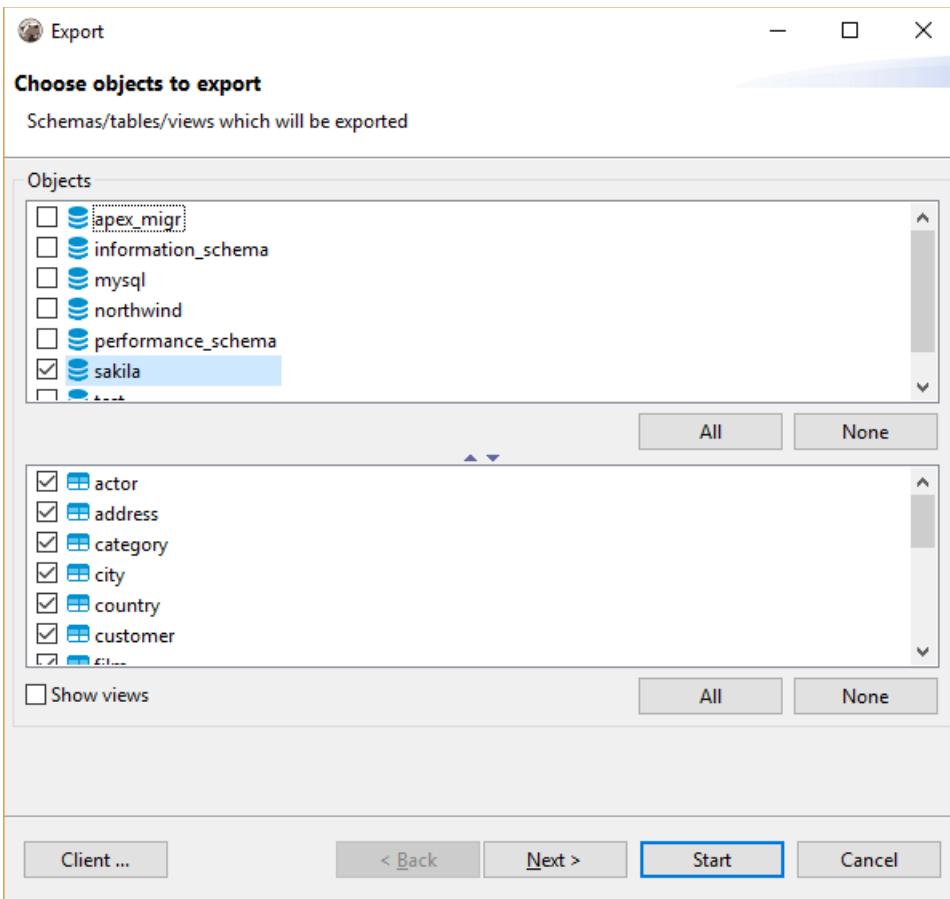 Export
Choose objects to export
Schemas/tables/views which will be exported
Objects
apex_migr
information_schema
mysql
northwind
performance_schema
sakila
All None
actor
address
category
city
country
customer
Show views
All None
Client ... < Back Next > Start Cancel